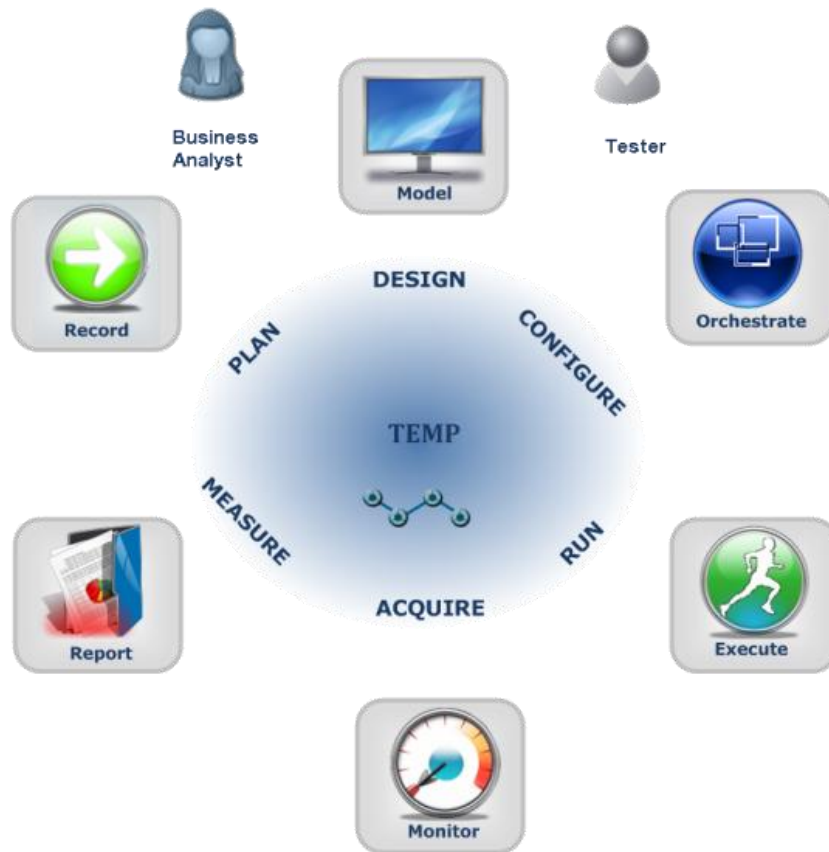 Business
Analyst
Tester
Model
Record
Orchestrate
DESIGN
PLAN
CONFIGURE
TEMP
MEASURE
RUN
ACQUIRE
Report
Execute
Monitor